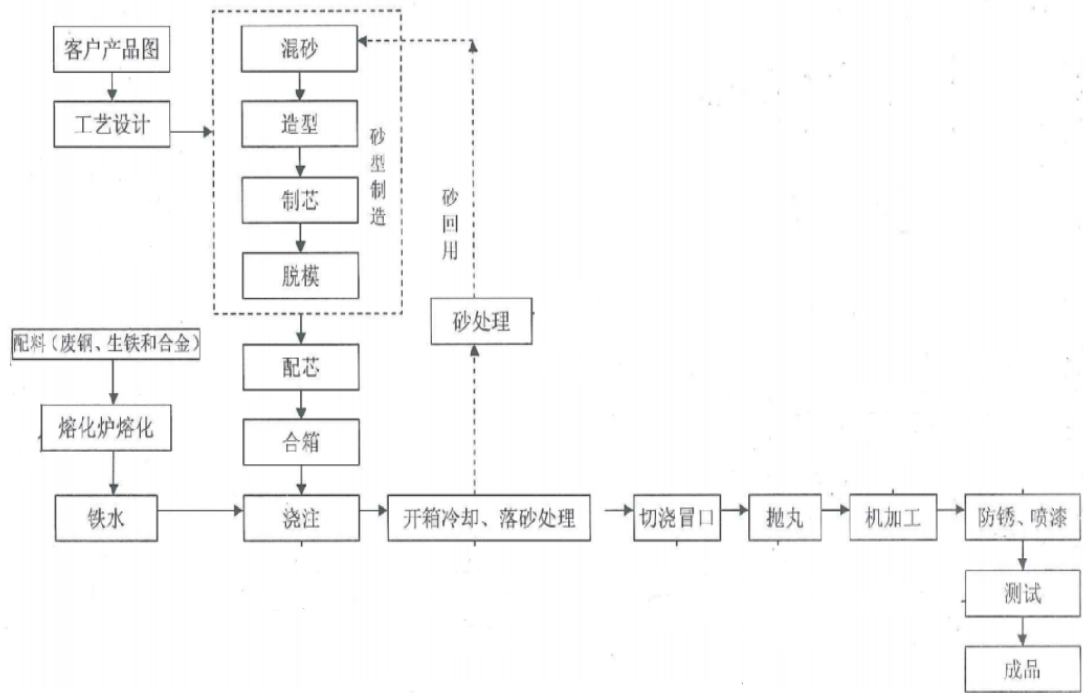 客户产品图
工艺设计
混砂
造型
制芯
脱模
砂型制造
砂回用
砂处理
配料（废钢、生铁和合金）
熔化炉熔化
铁水
配芯
合箱
浇注
开箱冷却、落砂处理
切浇冒口
抛丸
机加工
防锈、喷漆
测试
成品